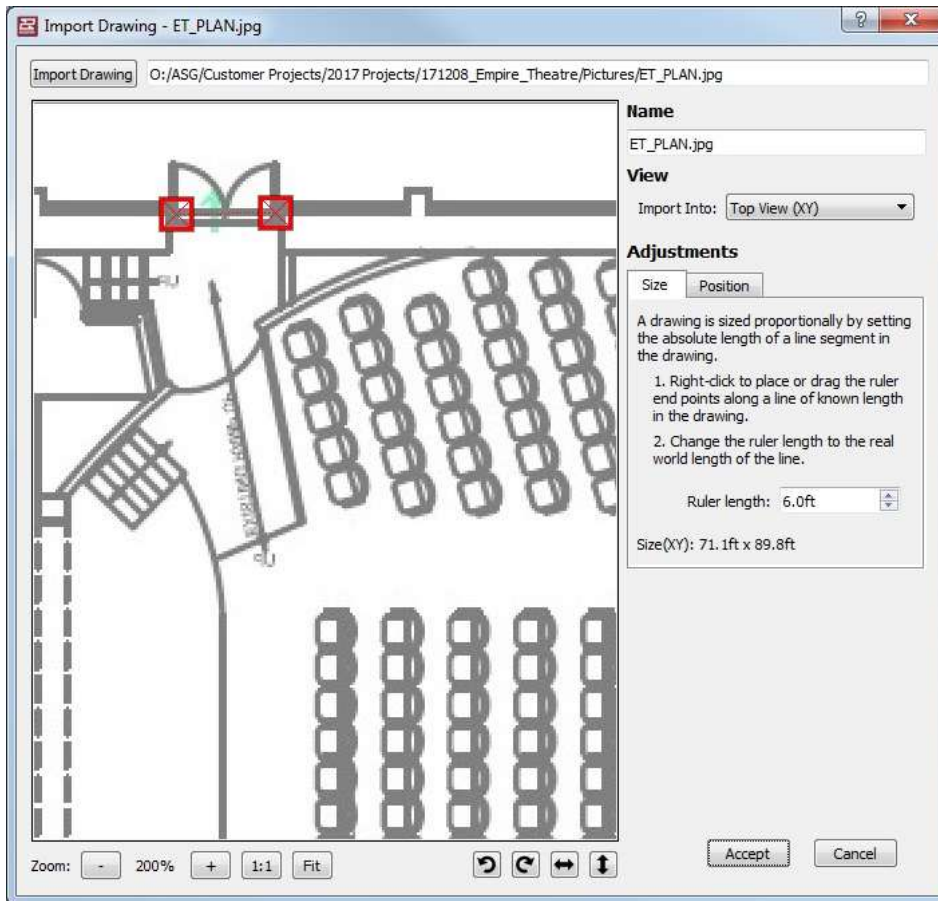 Import Drawing - ET_PLAN.jpg
Import Drawing
O:/ASG/Customer Projects/2017 Projects/171208_Empire_Theatre/Pictures/ET_PLAN.jpg
Name
ET_PLAN.jpg
View
Import Into: Top View (XY)
Adjustments
Size
Position
A drawing is sized proportionally by setting
the absolute length of a line segment in
the drawing.
1. Right-click to place or drag the ruler
end points along a line of known length
in the drawing.
2. Change the ruler length to the real
world length of the line.
Ruler length: 6.0ft
Size(XY): 71.1ft x 89.8ft
Zoom: - 200% + 1:1 Fit
Accept
Cancel